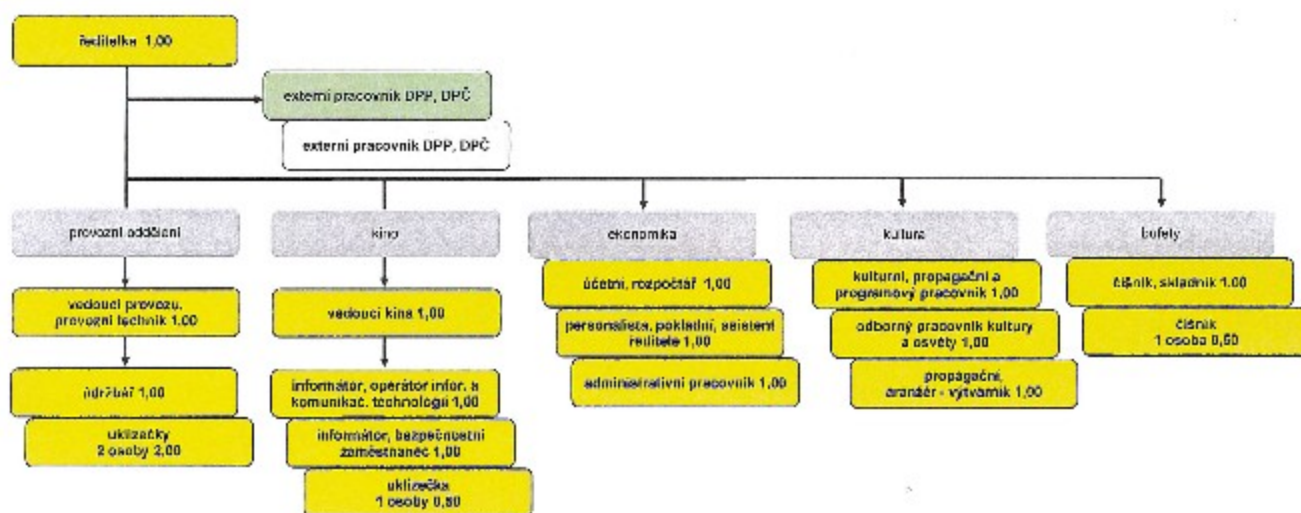 ředitelka 1,00
externí pracovník DPP, DPČ
externí pracovník DPP, DPČ
provozní oddělení
kino
ekonomika
kultura
bufety
vedoucí provozu,
provozní technik 1,00
údržbář 1,00
uklízečky
2 osoby 2,00
vedoucí kina 1,00
informátor, operátor infor. a
komunikač. technologií 1,00
informátor, bezpečnostní
zaměstnanec 1,00
uklízečka
1 osoby 0,50
účetní, rozpočtář 1,00
personalista, pokladní, asistent
ředitele 1,00
administrativní pracovník 1,00
kulturní, propagační a
programový pracovník 1,00
odborný pracovník kultury
a osvěty 1,00
propagační,
aranžér - výtvarník 1,00
číšník, skladník 1.00
číšník
1 osoba 0,50